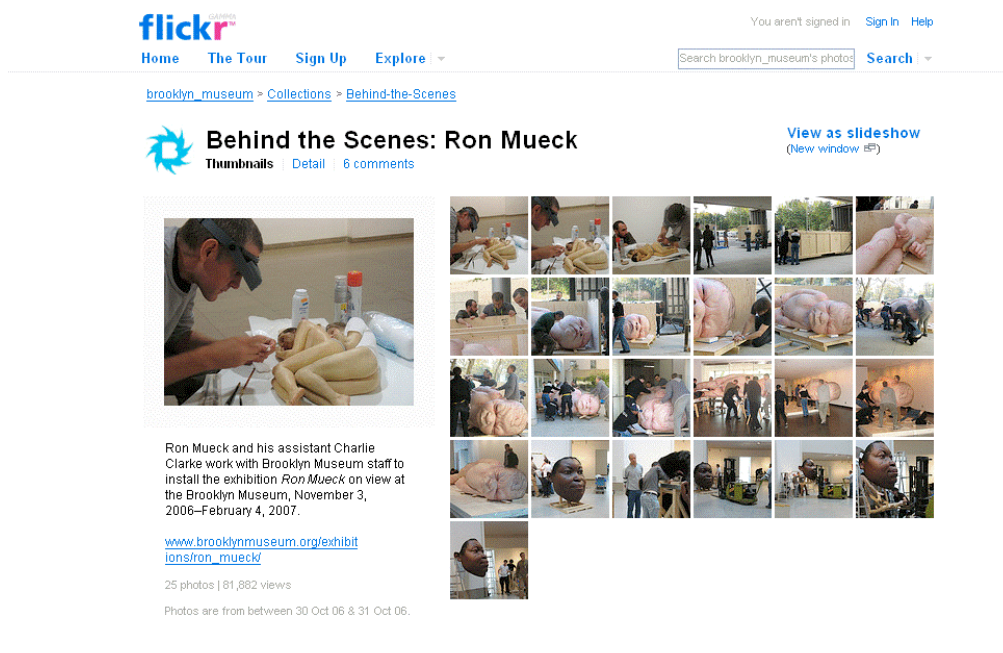 flickr GAMMA™
You aren't signed in Sign In Help
Home The Tour Sign Up Explore
Search brooklyn_museum's photos Search
brooklyn_museum > Collections > Behind-the-Scenes
Behind the Scenes: Ron Mueck
Thumbnails Detail 6 comments
View as slideshow
(New window)
Ron Mueck and his assistant Charlie
Clarke work with Brooklyn Museum staff to
install the exhibition Ron Mueck on view at
the Brooklyn Museum, November 3,
2006–February 4, 2007.
www.brooklynmuseum.org/exhibit
ions/ron_mueck/
25 photos | 81,882 views
Photos are from between 30 Oct 06 & 31 Oct 06.